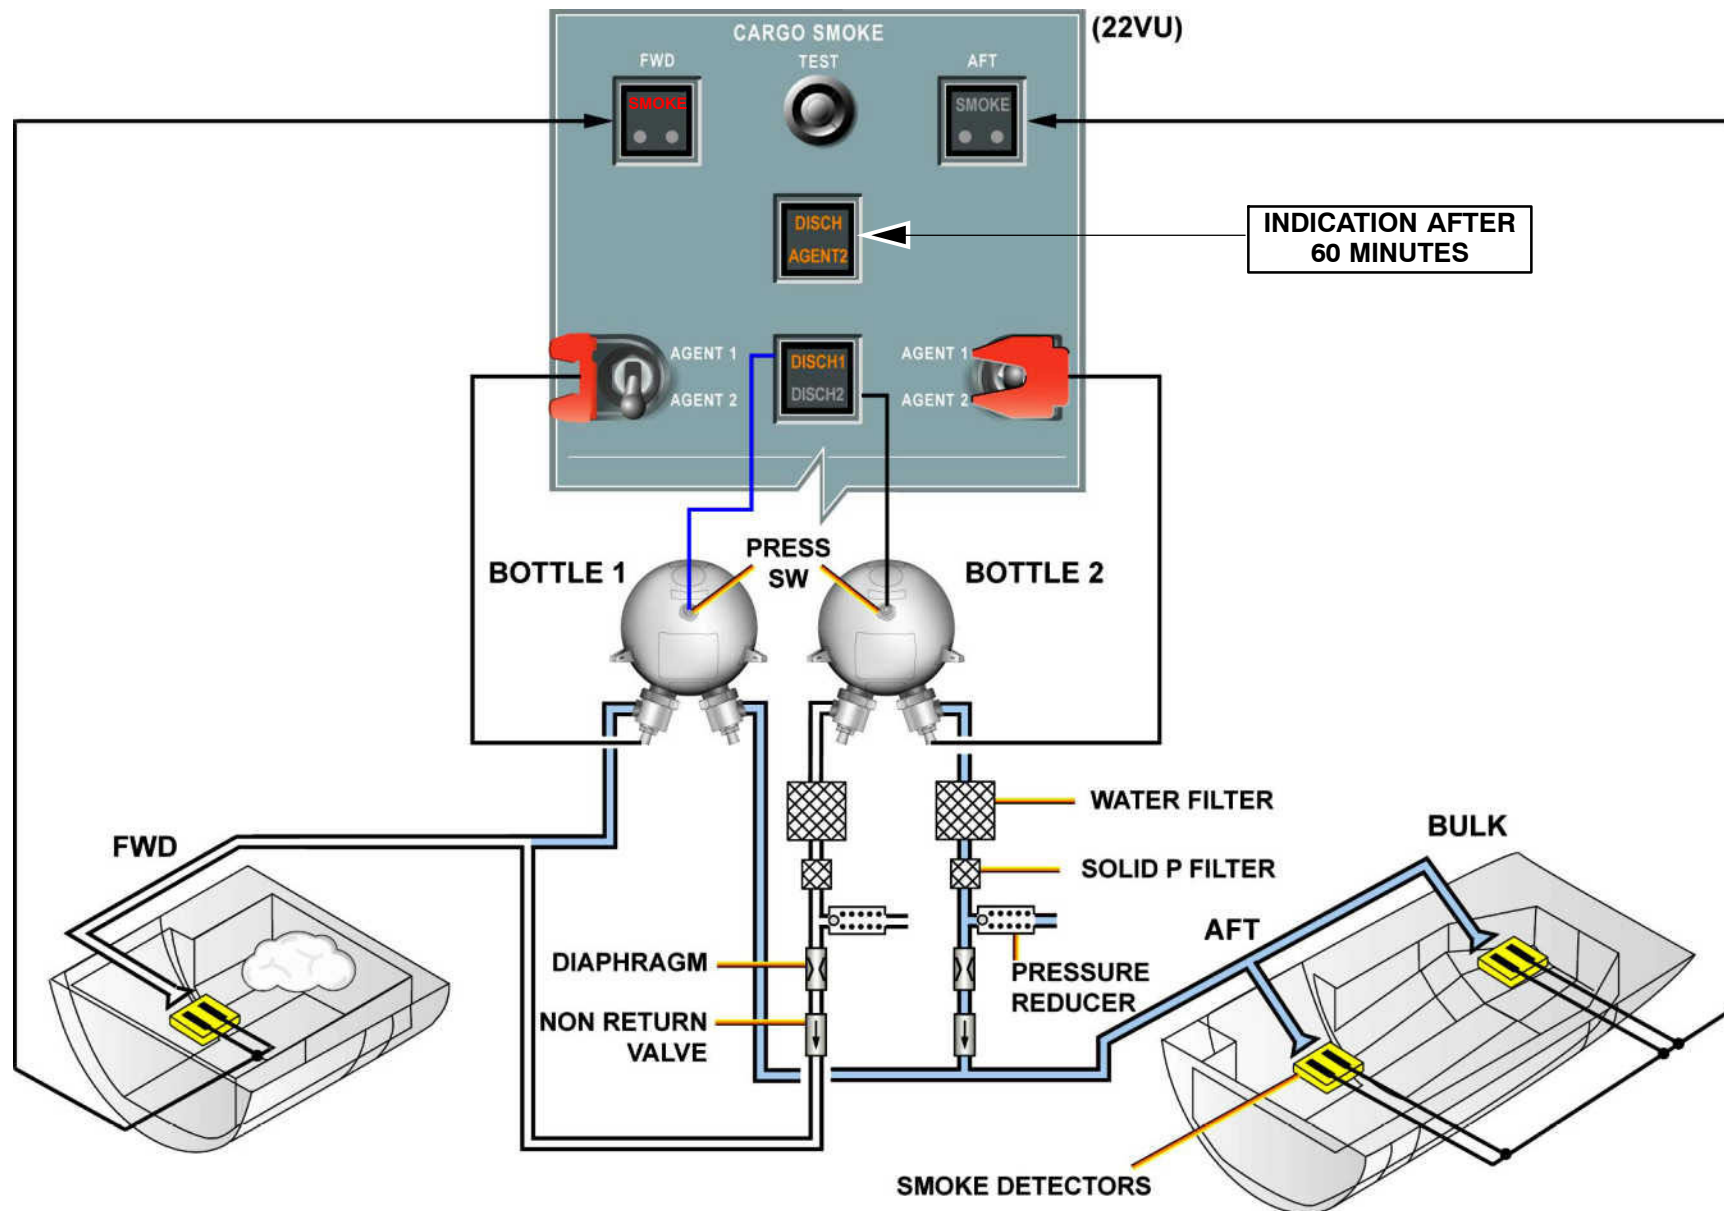 CARGO SMOKE
(22VU)
FWD
TEST
AFT
SMOKE
SMOKE
DISCH
AGENT2
INDICATION AFTER
60 MINUTES
AGENT 1
AGENT 2
DISCH1
DISCH2
AGENT 1
AGENT 2
BOTTLE 1
PRESS
SW
BOTTLE 2
WATER FILTER
SOLID P FILTER
FWD
BULK
AFT
DIAPHRAGM
PRESSURE
REDUCER
NON RETURN
VALVE
SMOKE DETECTORS